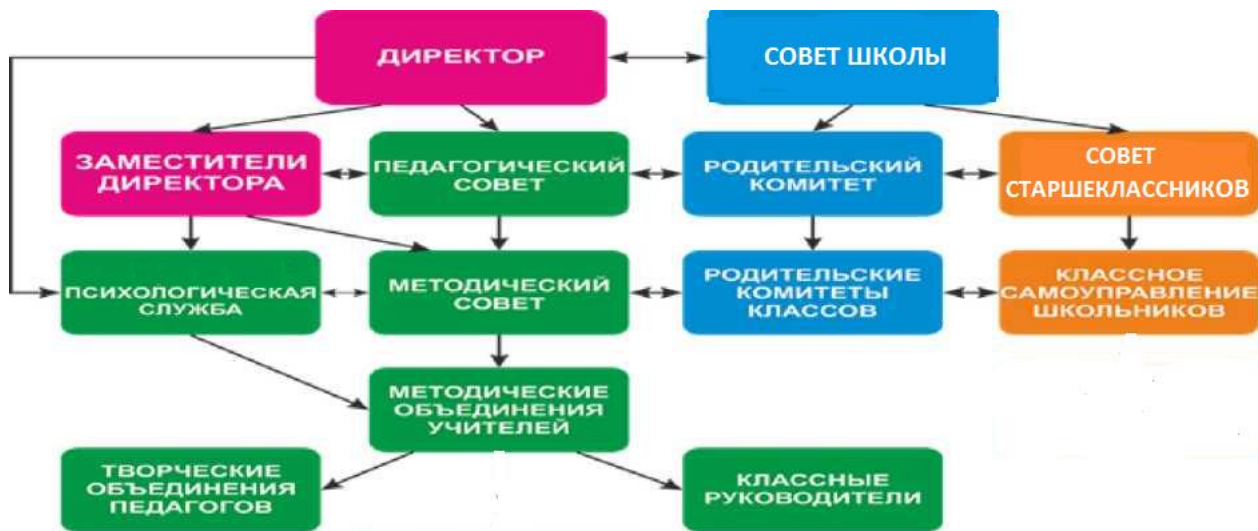 ДИРЕКТОР
СОВЕТ ШКОЛЫ
ЗАМЕСТИТЕЛИ
ДИРЕКТОРА
ПЕДАГОГИЧЕСКИЙ
СОВЕТ
РОДИТЕЛЬСКИЙ
КОМИТЕТ
СОВЕТ
СТАРШЕКЛАССНИКОВ
ПСИХОЛОГИЧЕСКАЯ
СЛУЖБА
МЕТОДИЧЕСКИЙ
СОВЕТ
РОДИТЕЛЬСКИЕ
КОМИТЕТЫ
КЛАССОВ
КЛАССНОЕ
САМОУПРАВЛЕНИЕ
ШКОЛЬНИКОВ
МЕТОДИЧЕСКИЕ
ОБЪЕДИНЕНИЯ
УЧИТЕЛЕЙ
ТВОРЧЕСКИЕ
ОБЪЕДИНЕНИЯ
ПЕДАГОГОВ
КЛАССНЫЕ
РУКОВОДИТЕЛИ